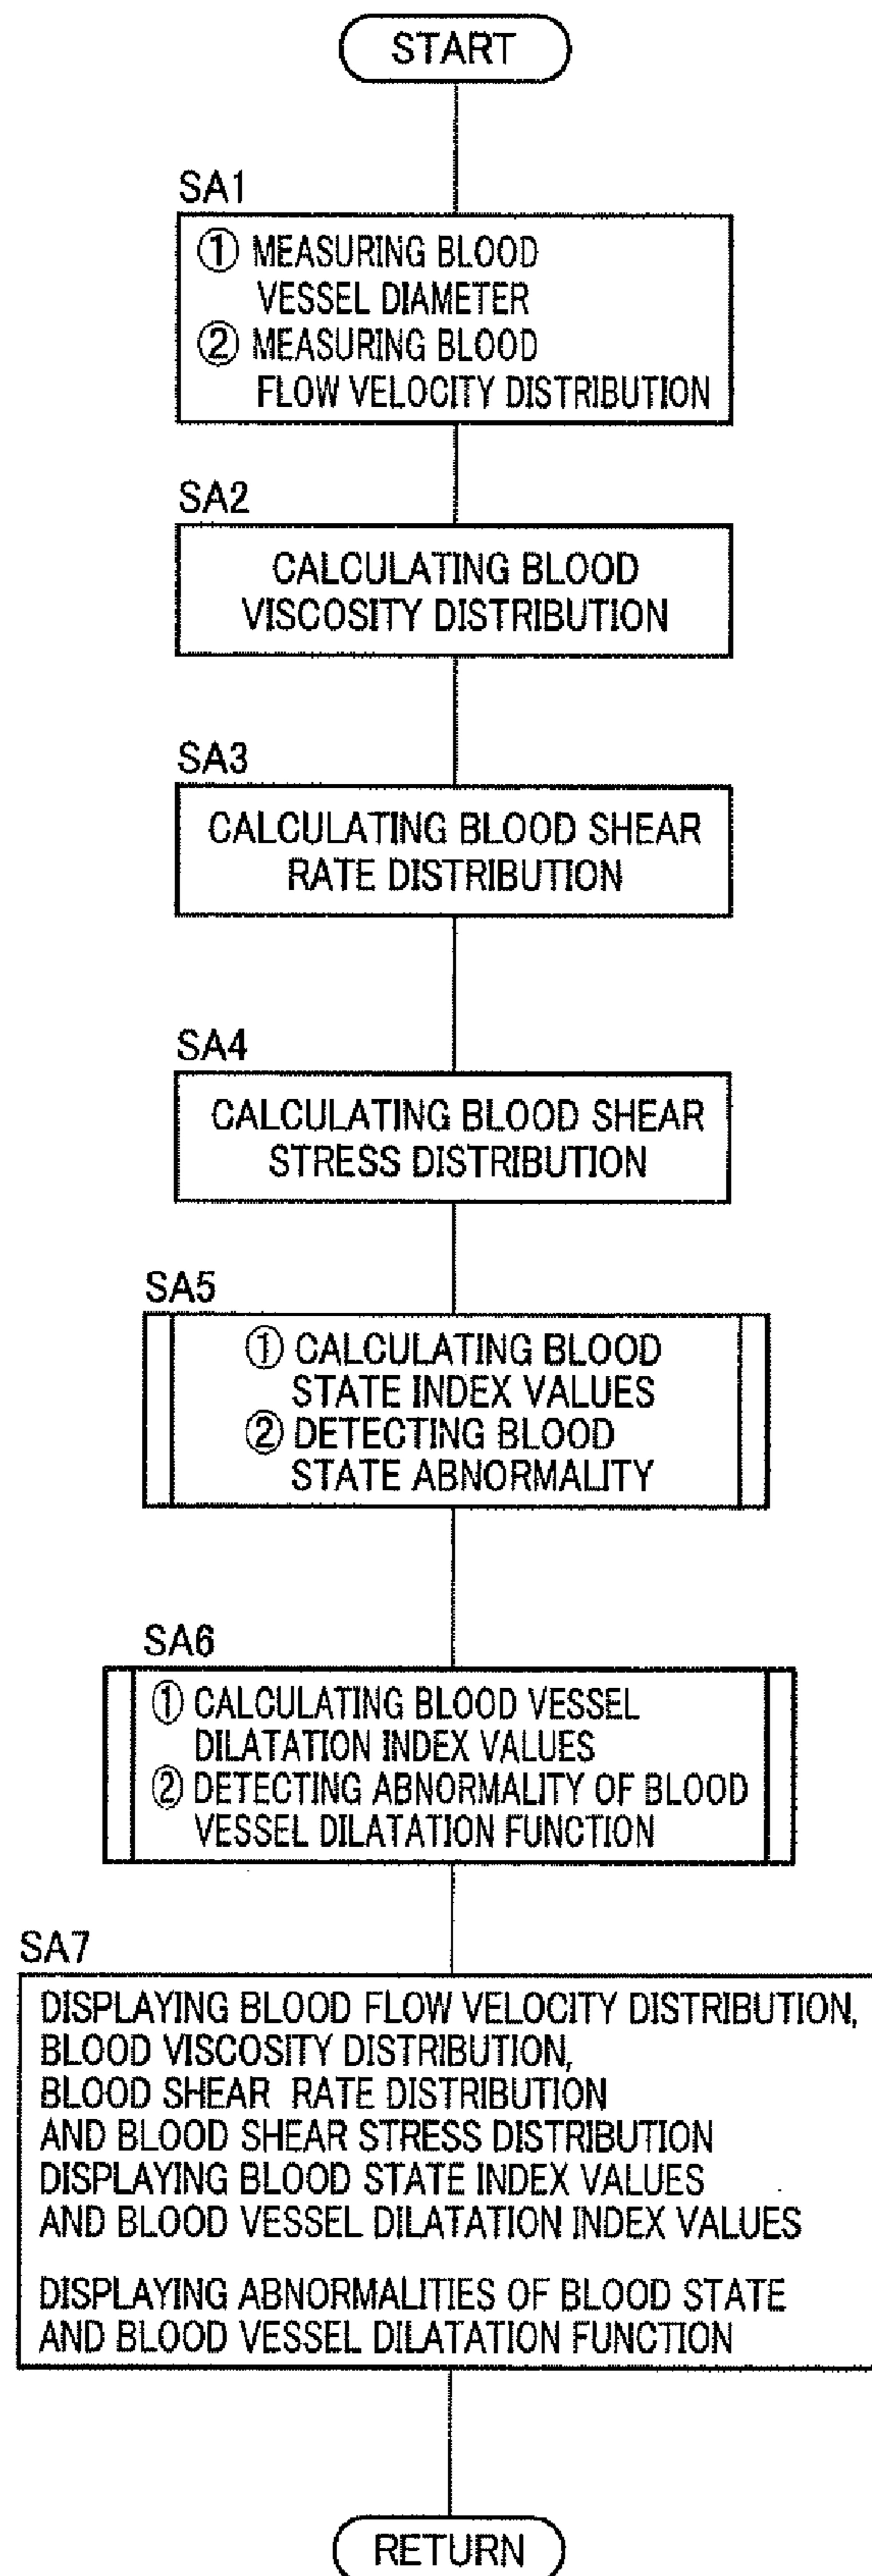 START
SA1
① MEASURING BLOOD
VESSEL DIAMETER
② MEASURING BLOOD
FLOW VELOCITY DISTRIBUTION
SA2
CALCULATING BLOOD
VISCOSITY DISTRIBUTION
SA3
CALCULATING BLOOD SHEAR
RATE DISTRIBUTION
SA4
CALCULATING BLOOD SHEAR
STRESS DISTRIBUTION
SA5
① CALCULATING BLOOD
STATE INDEX VALUES
② DETECTING BLOOD
STATE ABNORMALITY
SA6
① CALCULATING BLOOD VESSEL
DILATATION INDEX VALUES
② DETECTING ABNORMALITY OF BLOOD
VESSEL DILATATION FUNCTION
SA7
DISPLAYING BLOOD FLOW VELOCITY DISTRIBUTION,
BLOOD VISCOSITY DISTRIBUTION,
BLOOD SHEAR RATE DISTRIBUTION
AND BLOOD SHEAR STRESS DISTRIBUTION
DISPLAYING BLOOD STATE INDEX VALUES
AND BLOOD VESSEL DILATATION INDEX VALUES
DISPLAYING ABNORMALITIES OF BLOOD STATE
AND BLOOD VESSEL DILATATION FUNCTION
RETURN